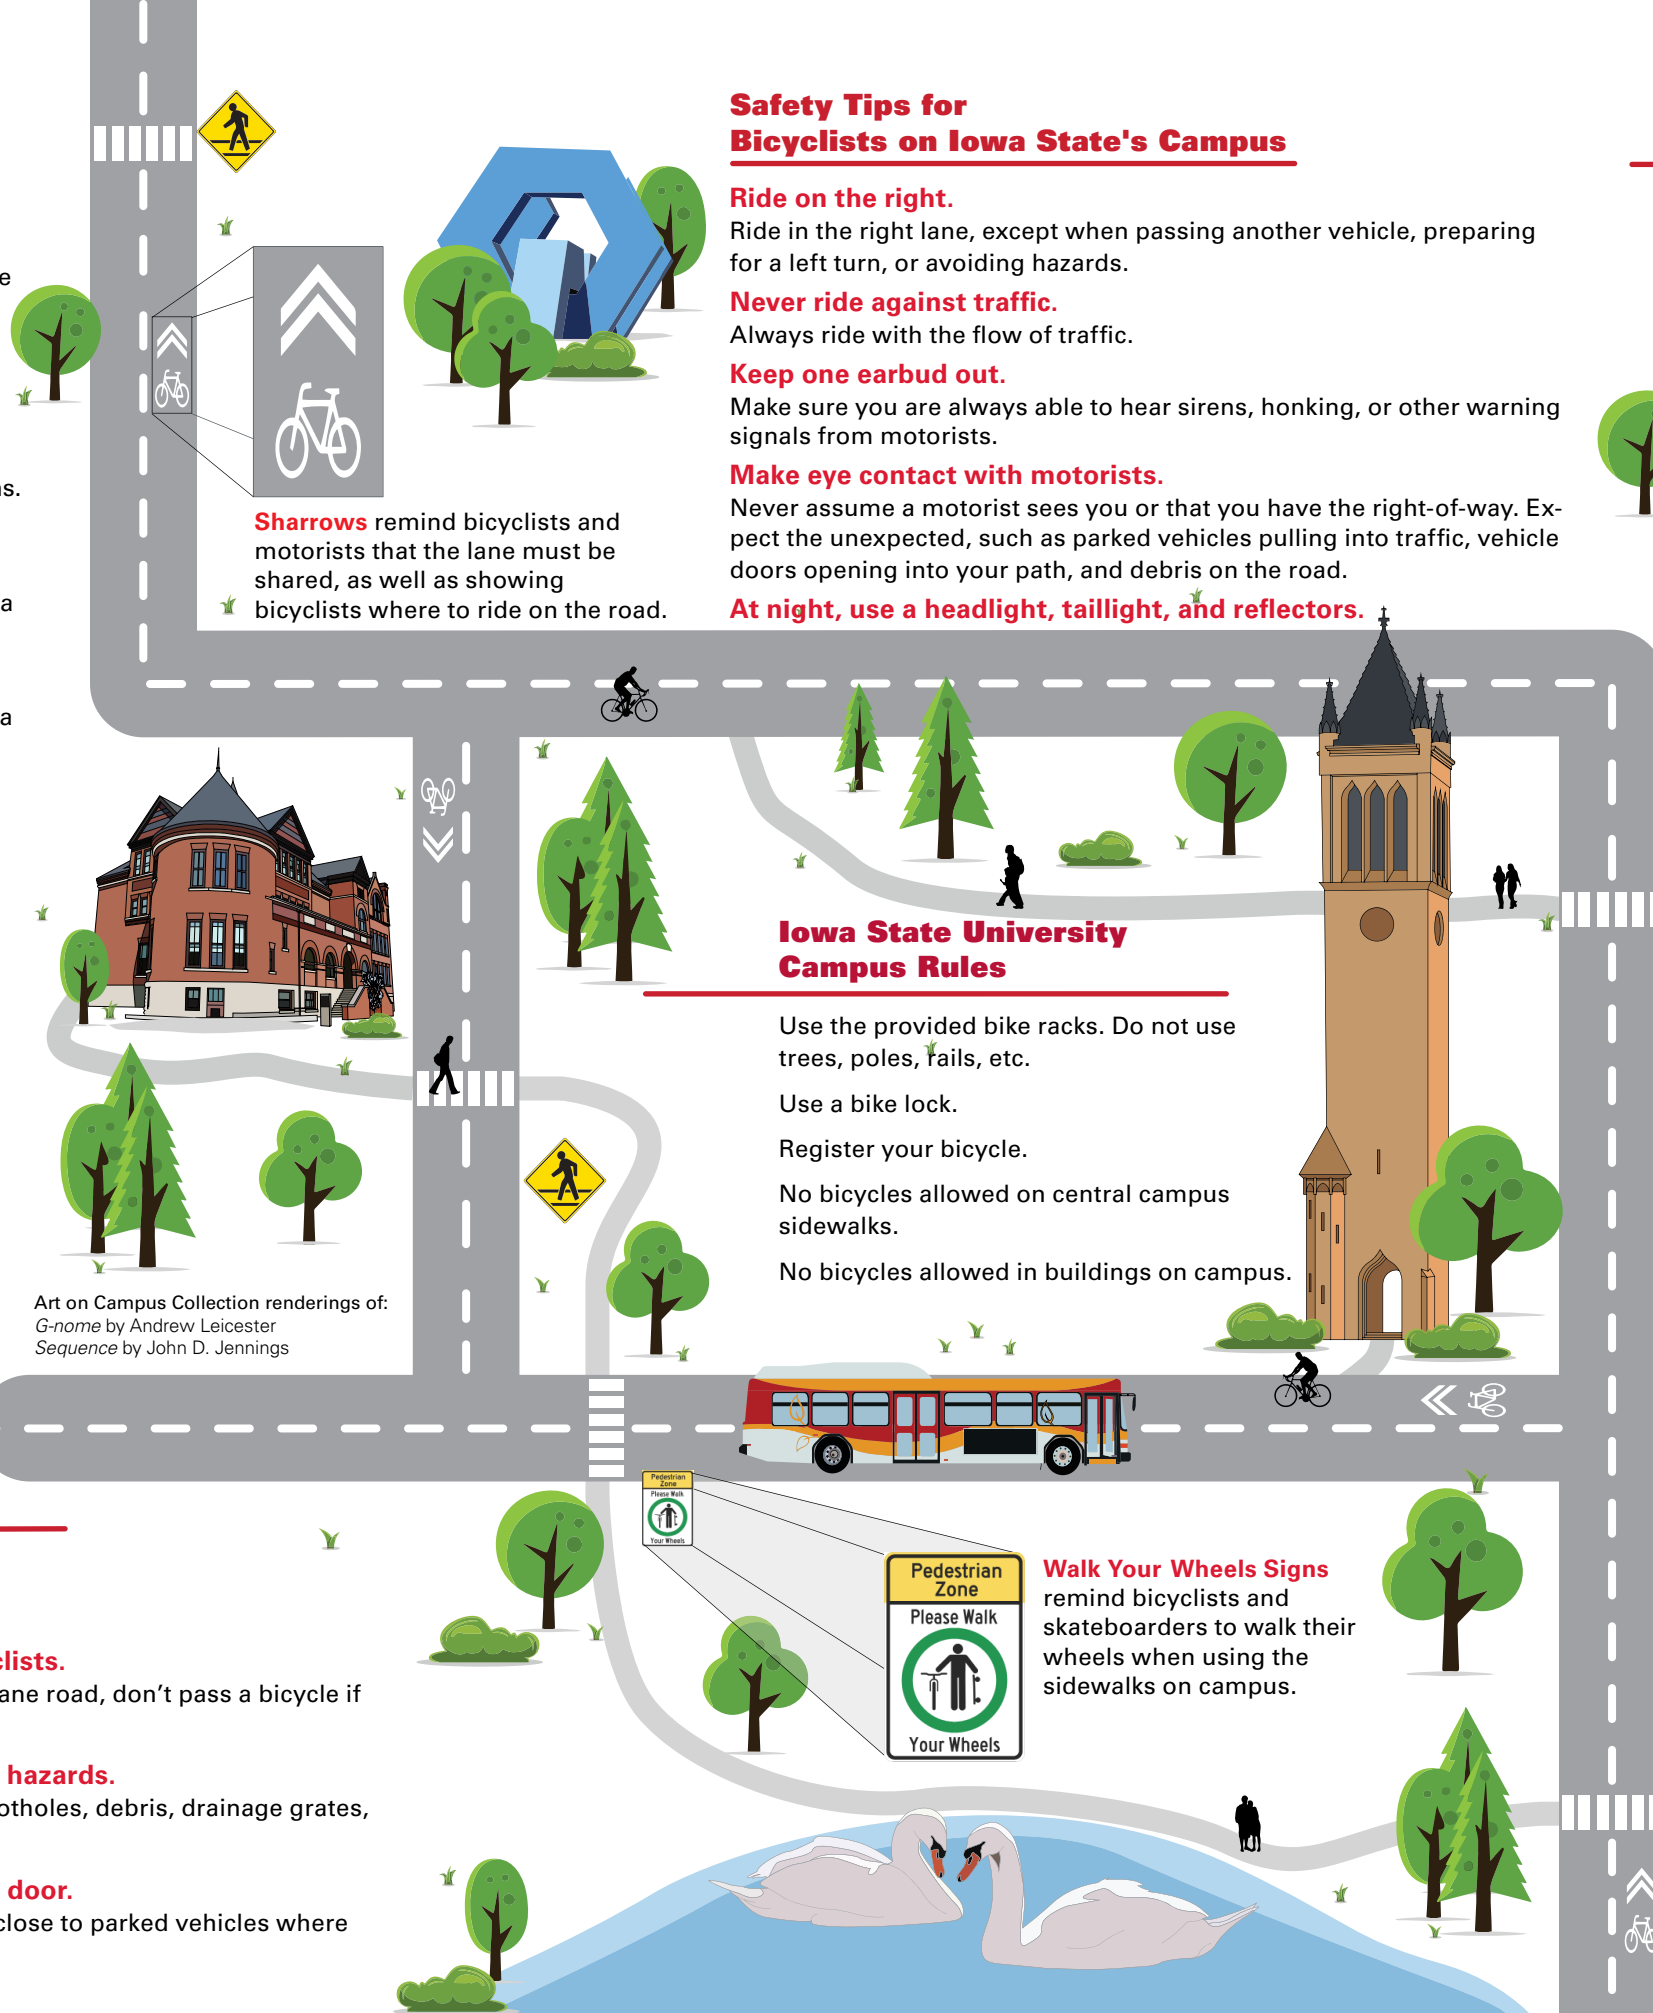 Safety Tips for
Bicyclists on Iowa State's Campus
Ride on the right.
Ride in the right lane, except when passing another vehicle, preparing
for a left turn, or avoiding hazards.
Never ride against traffic.
Always ride with the flow of traffic.
Keep one earbud out.
Make sure you are always able to hear sirens, honking, or other warning
signals from motorists.
Make eye contact with motorists.
Never assume a motorist sees you or that you have the right-of-way. Ex-
pect the unexpected, such as parked vehicles pulling into traffic, vehicle
doors opening into your path, and debris on the road.
At night, use a headlight, taillight, and reflectors.
Sharrows remind bicyclists and
motorists that the lane must be
shared, as well as showing
bicyclists where to ride on the road.
a
a
Iowa State University
Campus Rules
Use the provided bike racks. Do not use
trees, poles, rails, etc.
Use a bike lock.
Register your bicycle.
No bicycles allowed on central campus
sidewalks.
No bicycles allowed in buildings on campus.
Art on Campus Collection renderings of:
G-nome by Andrew Leicester
Sequence by John D. Jennings
Pedestrian
Zone
Please Walk
Your Wheels
Pedestrian
Zone
Please Walk
Your Wheels
Walk Your Wheels Signs
remind bicyclists and
skateboarders to walk their
wheels when using the
sidewalks on campus.
road, don't pass a bicycle if
hazards.
debris, drainage grates,
door.
close to parked vehicles where